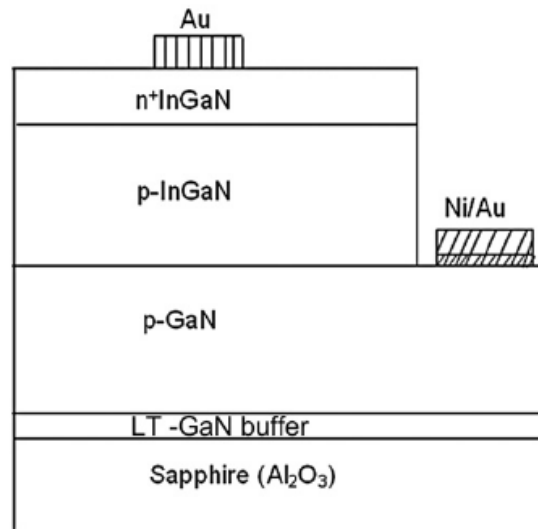 Au
n⁺InGaN
p-InGaN
Ni/Au
p-GaN
LT -GaN buffer
Sapphire (Al₂O₃)